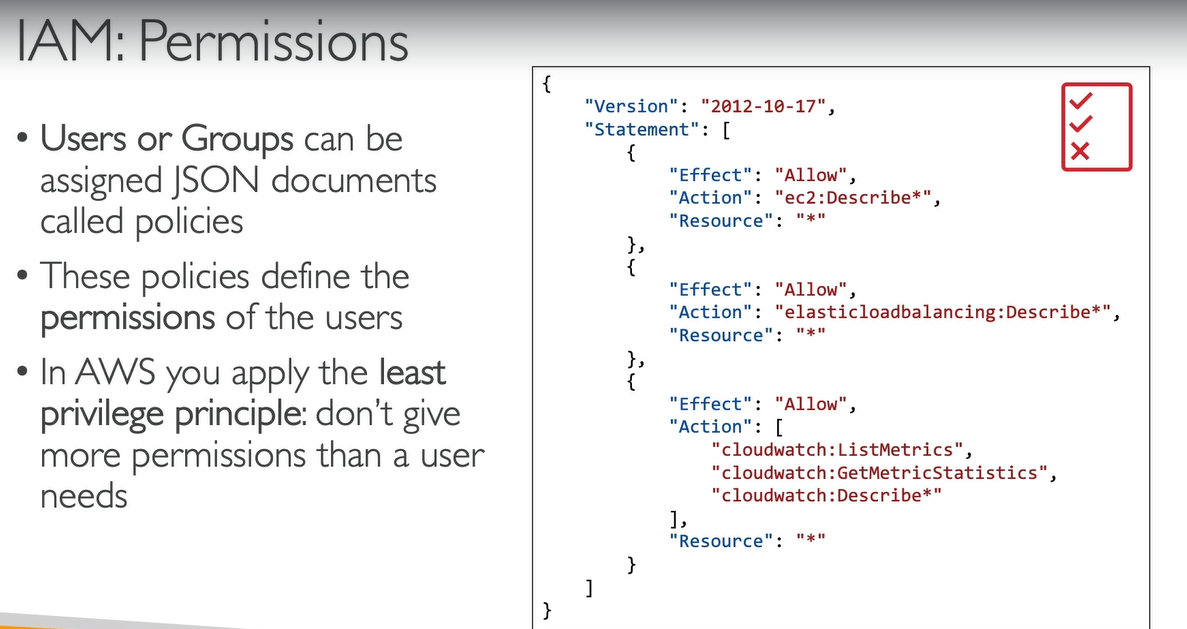 IAM: Permissions
• Users or Groups can be
assigned JSON documents
called policies
• These policies define the
permissions of the users
• In AWS you apply the least
privilege principle: don’t give
more permissions than a user
needs
{
    "Version": "2012-10-17",
    "Statement": [
        {
            "Effect": "Allow",
            "Action": "ec2:Describe*",
            "Resource": "*"
        },
        {
            "Effect": "Allow",
            "Action": "elasticloadbalancing:Describe*",
            "Resource": "*"
        },
        {
            "Effect": "Allow",
            "Action": [
                "cloudwatch:ListMetrics",
                "cloudwatch:GetMetricStatistics",
                "cloudwatch:Describe*"
            ],
            "Resource": "*"
        }
    ]
}